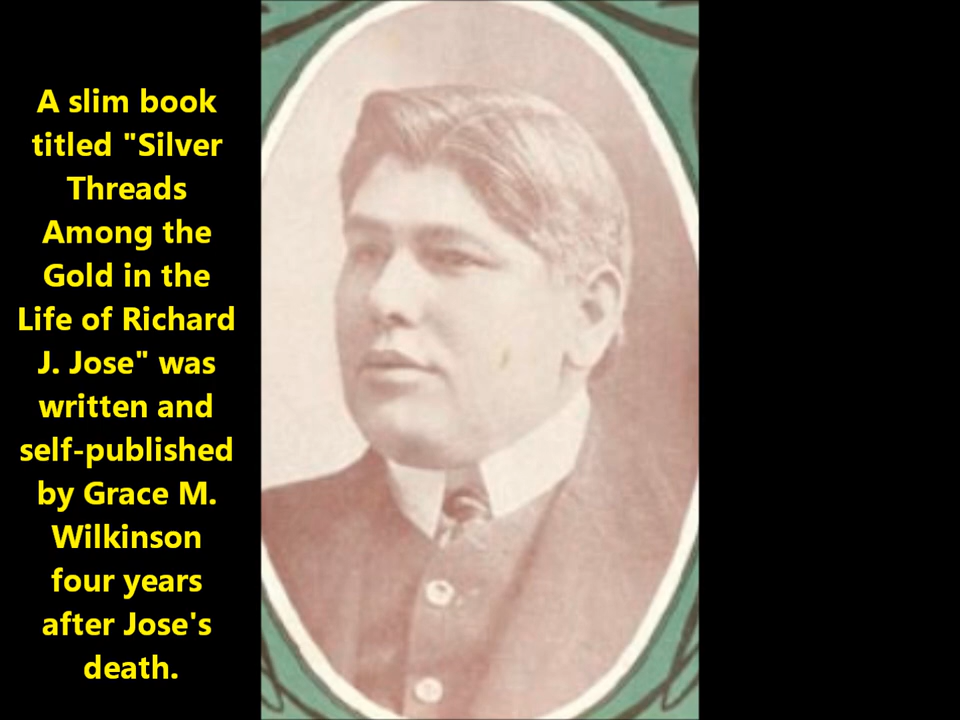 A slim book
titled "Silver
Threads
Among the
Gold in the
Life of Richard
J. Jose" was
written and
self-published
by Grace M.
Wilkinson
four years
after Jose's
death.